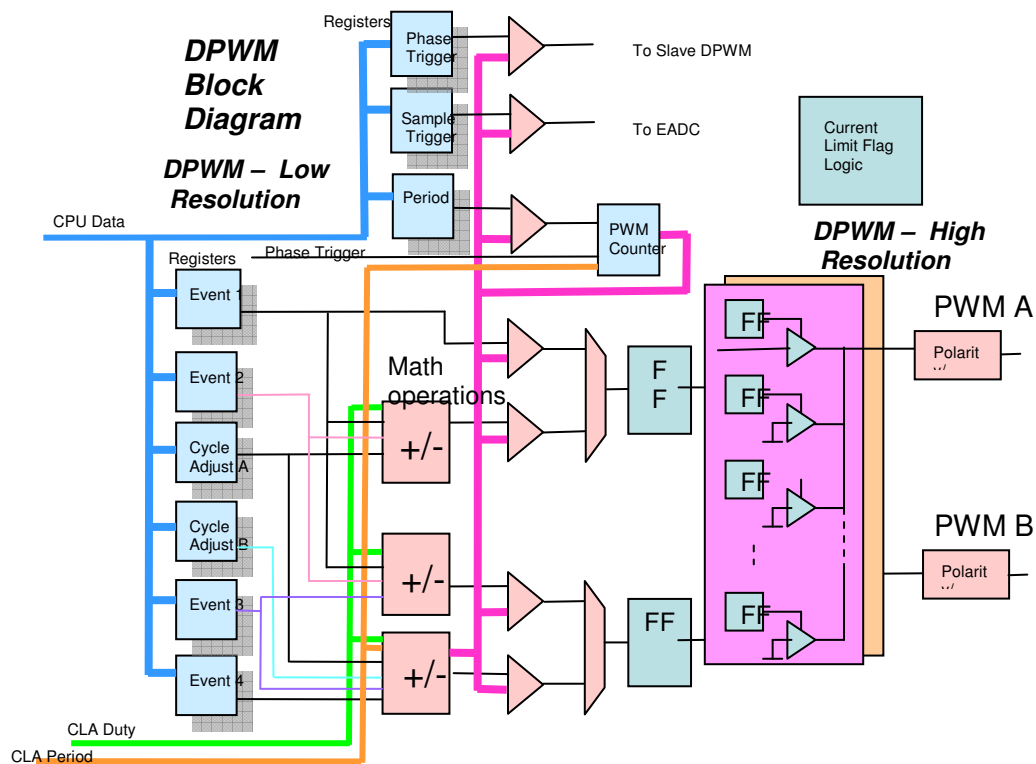 Registers
DPWM
Block
Diagram
Phase
Trigger
To Slave DPWM
Sample
Trigger
To EADC
Current
Limit Flag
Logic
DPWM – Low
Resolution
Period
CPU Data
PWM
Counter
DPWM – High
Resolution
Phase Trigger
Registers
Event 1
FF
PWM A
Polarit
Math
operations
F
F
Event 2
FF
+/-
Cycle
Adjust A
FF
Cycle
Adjust B
PWM B
+/-
Polarit
Event 3
FF
FF
+/-
Event 4
CLA Duty
CLA Period